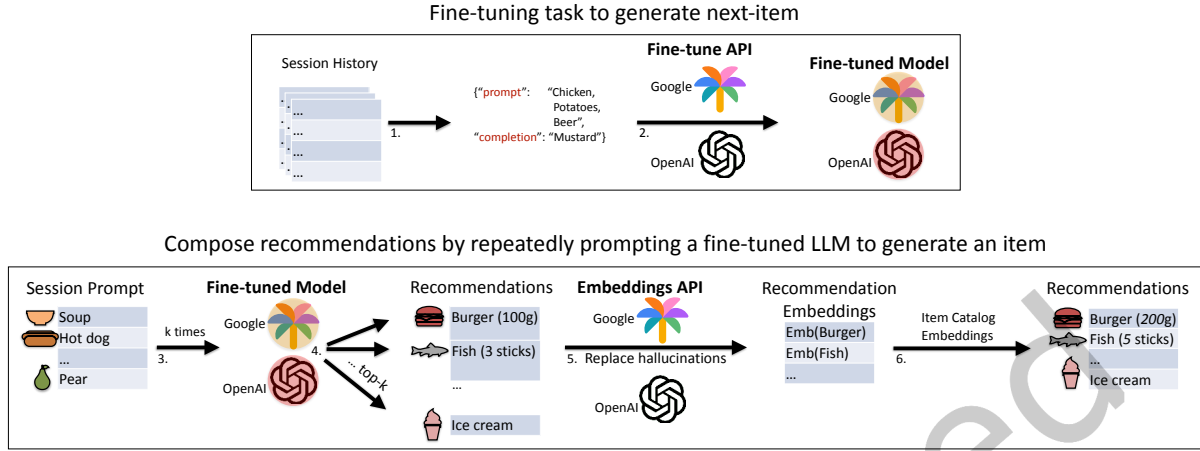 Fine-tuning task to generate next-item
Session History
...
...
...
...
1.
{"prompt": "Chicken,
Potatoes,
Beer",
"completion": "Mustard"}
2.
Fine-tune API
Google
OpenAI
Fine-tuned Model
Google
OpenAI
Compose recommendations by repeatedly prompting a fine-tuned LLM to generate an item
Session Prompt
Soup
Hot dog
...
Pear
k times
3.
Fine-tuned Model
Google
OpenAI
4.
... top-k
Recommendations
Burger (100g)
Fish (3 sticks)
...
Ice cream
Embeddings API
Google
5. Replace hallucinations
OpenAI
Recommendation
Embeddings
Emb(Burger)
Emb(Fish)
...
Item Catalog
Embeddings
6.
Recommendations
Burger (200g)
Fish (5 sticks)
...
Ice cream